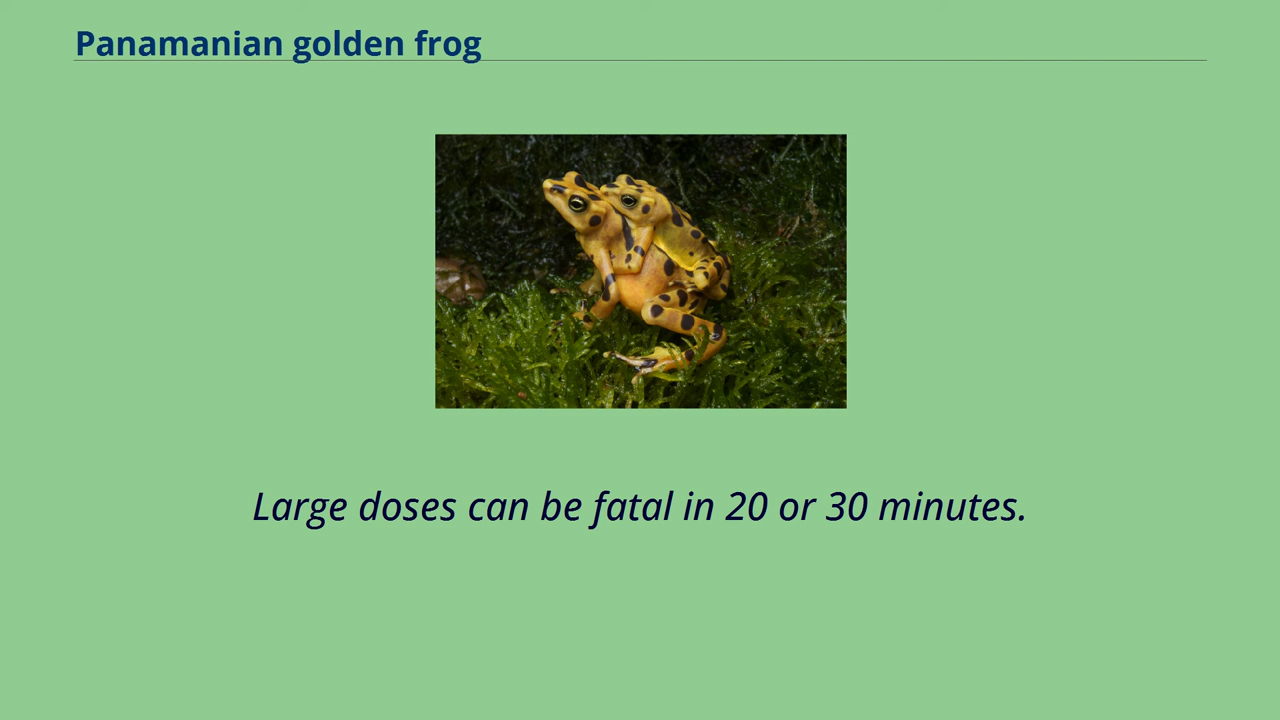 Panamanian golden frog
Large doses can be fatal in 20 or 30 minutes.